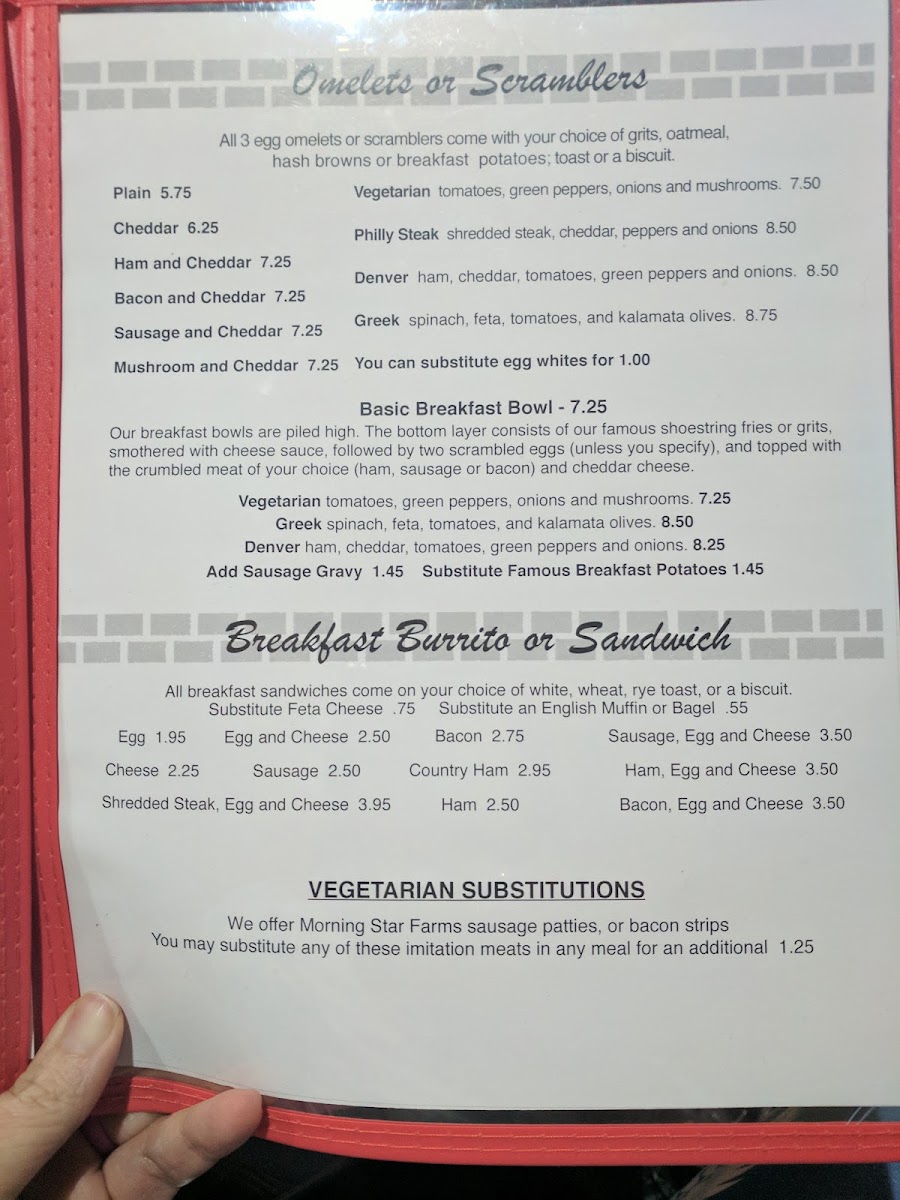 Omelets or Scramblers
All 3 egg omelets or scramblers come with your choice of grits, oatmeal,
hash browns or breakfast potatoes; toast or a biscuit.
Plain 5.75
Cheddar 6.25
Ham and Cheddar 7.25
Bacon and Cheddar 7.25
Sausage and Cheddar 7.25
Mushroom and Cheddar 7.25
Vegetarian tomatoes, green peppers, onions and mushrooms. 7.50
Philly Steak shredded steak, cheddar, peppers and onions 8.50
Denver ham, cheddar, tomatoes, green peppers and onions. 8.50
Greek spinach, feta, tomatoes, and kalamata olives. 8.75
You can substitute egg whites for 1.00
Basic Breakfast Bowl - 7.25
Our breakfast bowls are piled high. The bottom layer consists of our famous shoestring fries or grits,
smothered with cheese sauce, followed by two scrambled eggs (unless you specify), and topped with
the crumbled meat of your choice (ham, sausage or bacon) and cheddar cheese.
Vegetarian tomatoes, green peppers, onions and mushrooms. 7.25
Greek spinach, feta, tomatoes, and kalamata olives. 8.50
Denver ham, cheddar, tomatoes, green peppers and onions. 8.25
Add Sausage Gravy 1.45 Substitute Famous Breakfast Potatoes 1.45
Breakfast Burrito or Sandwich
All breakfast sandwiches come on your choice of white, wheat, rye toast, or a biscuit.
Substitute Feta Cheese .75 Substitute an English Muffin or Bagel .55
Egg 1.95 Egg and Cheese 2.50 Bacon 2.75 Sausage, Egg and Cheese 3.50
Cheese 2.25 Sausage 2.50 Country Ham 2.95 Ham, Egg and Cheese 3.50
Shredded Steak, Egg and Cheese 3.95 Ham 2.50 Bacon, Egg and Cheese 3.50
VEGETARIAN SUBSTITUTIONS
We offer Morning Star Farms sausage patties, or bacon strips
You may substitute any of these imitation meats in any meal for an additional 1.25